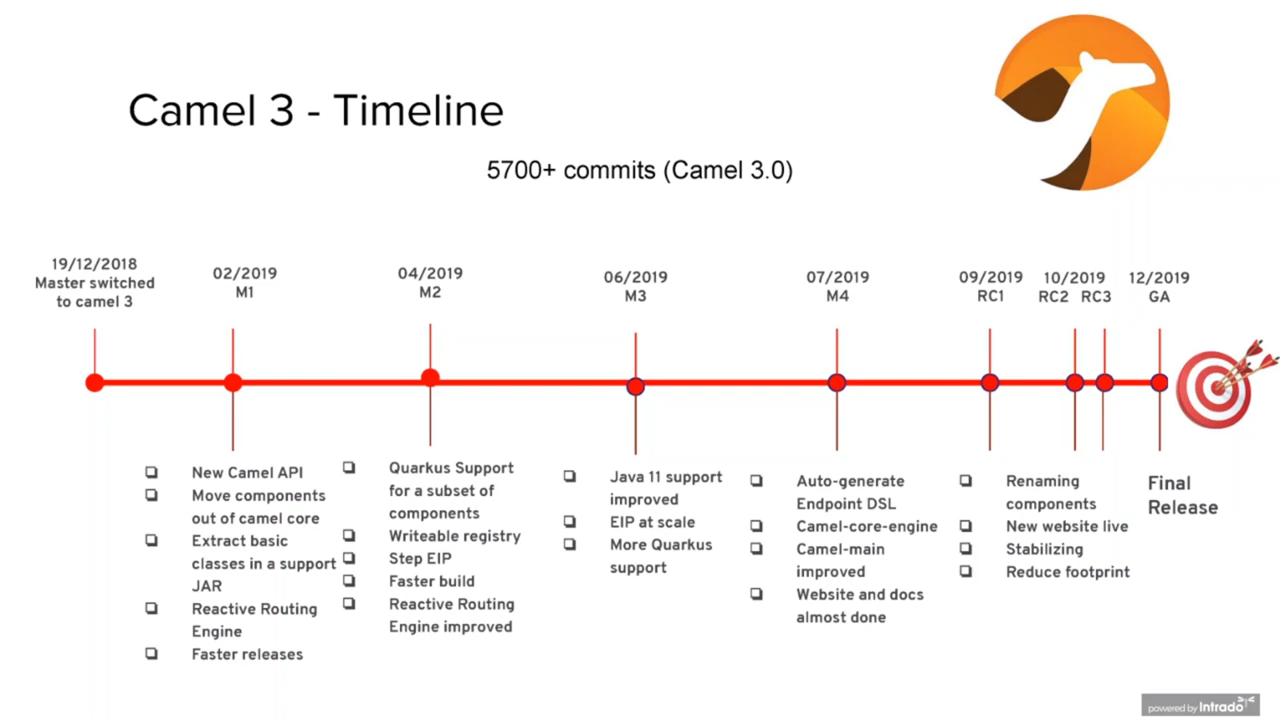 Camel 3 - Timeline
5700+ commits (Camel 3.0)
19/12/2018
Master switched
to camel 3
02/2019
M1
04/2019
M2
06/2019
M3
07/2019
M4
09/2019
RC1
10/2019
RC2 RC3
12/2019
GA
New Camel API
Move components
out of camel core
Extract basic
classes in a support
JAR
Reactive Routing
Engine
Faster releases
Quarkus Support
for a subset of
components
Writeable registry
Step EIP
Faster build
Reactive Routing
Engine improved
Java 11 support
improved
EIP at scale
More Quarkus
support
Auto-generate
Endpoint DSL
Camel-core-engine
Camel-main
improved
Website and docs
almost done
Renaming
components
New website live
Stabilizing
Reduce footprint
Final
Release
powered by Intrado